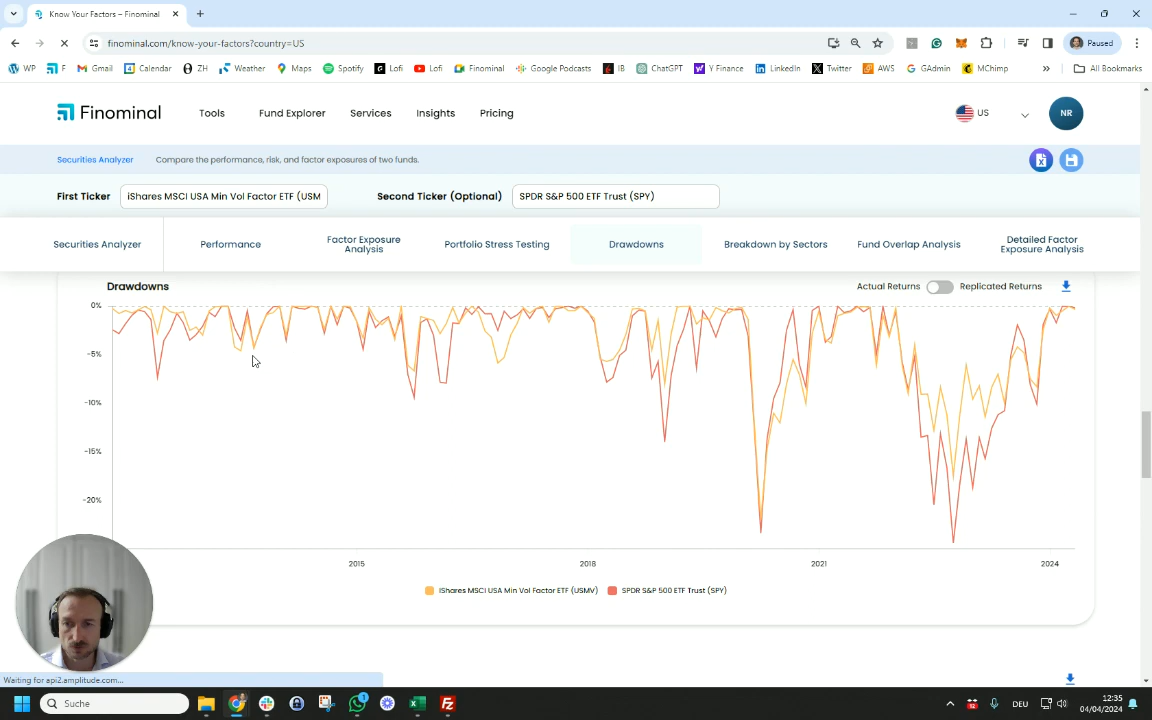 Know Your Factors – Finominal
finominal.com/know-your-factors?country=US
Paused
WP
F
Gmail
Calendar
ZH
Weather
Maps
Spotify
Lofi
Lofi
Finominal
Google Podcasts
IB
ChatGPT
Y Finance
LinkedIn
Twitter
AWS
GAdmin
MChimp
All Bookmarks
Finominal
Tools
Fund Explorer
Services
Insights
Pricing
US
NR
Securities Analyzer
Compare the performance, risk, and factor exposures of two funds.
First Ticker
iShares MSCI USA Min Vol Factor ETF (USM
Second Ticker (Optional)
SPDR S&P 500 ETF Trust (SPY)
Securities Analyzer
Performance
Factor Exposure
Analysis
Portfolio Stress Testing
Drawdowns
Breakdown by Sectors
Fund Overlap Analysis
Detailed Factor
Exposure Analysis
Drawdowns
Actual Returns
Replicated Returns
0%
-5%
-10%
-15%
-20%
2015
2018
2021
2024
iShares MSCI USA Min Vol Factor ETF (USMV)
SPDR S&P 500 ETF Trust (SPY)
Waiting for api2.amplitude.com...
Suche
1
DEU
12:35
04/04/2024